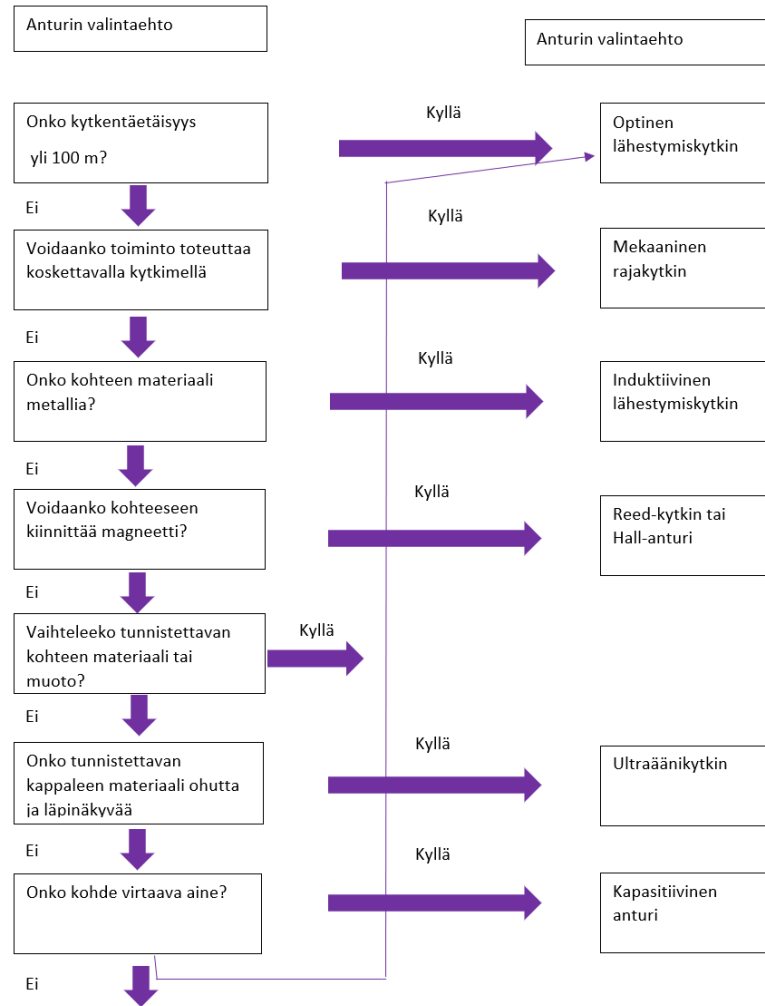 Anturin valintaehto
Anturin valintaehto
Onko kytkentäetäisyys
yli 100 m?
Kyllä
Optinen
lähestymiskytkin
Ei
Voidaanko toiminto toteuttaa
koskettavalla kytkimellä
Kyllä
Mekaaninen
rajakytkin
Ei
Onko kohteen materiaali
metallia?
Kyllä
Induktiivinen
lähestymiskytkin
Ei
Voidaanko kohteeseen
kiinnittää magneetti?
Kyllä
Reed-kytkin tai
Hall-anturi
Ei
Vaihteleeko tunnistettavan
kohteen materiaali tai
muoto?
Kyllä
Ei
Onko tunnistettavan
kappaleen materiaali ohutta
ja läpinäkyvää
Kyllä
Ultraäänikytkin
Ei
Onko kohde virtaava aine?
Kyllä
Kapasitiivinen
anturi
Ei